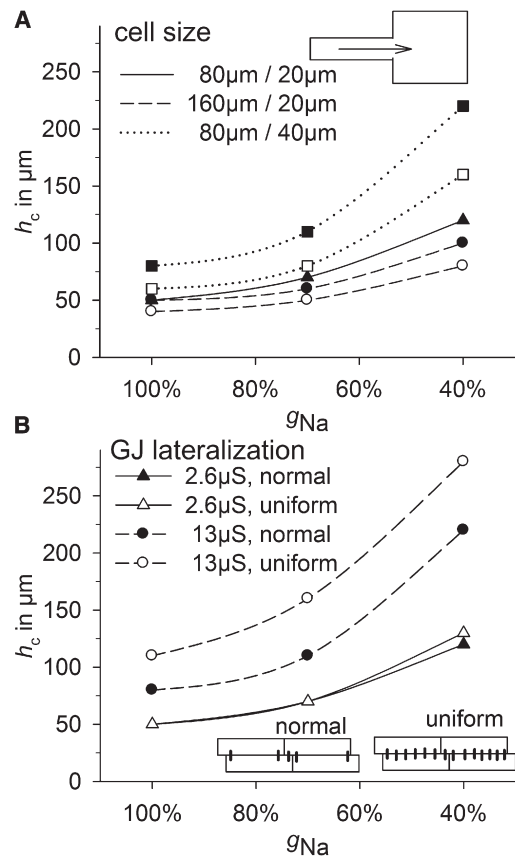 A
cell size
80µm / 20µm
160µm / 20µm
80µm / 40µm
250
200
150
100
50
0
hc in µm
100% 80% 60% 40%
gNa
B
GJ lateralization
2.6µS, normal
2.6µS, uniform
13µS, normal
13µS, uniform
250
200
150
100
50
0
hc in µm
normal uniform
100% 80% 60% 40%
gNa